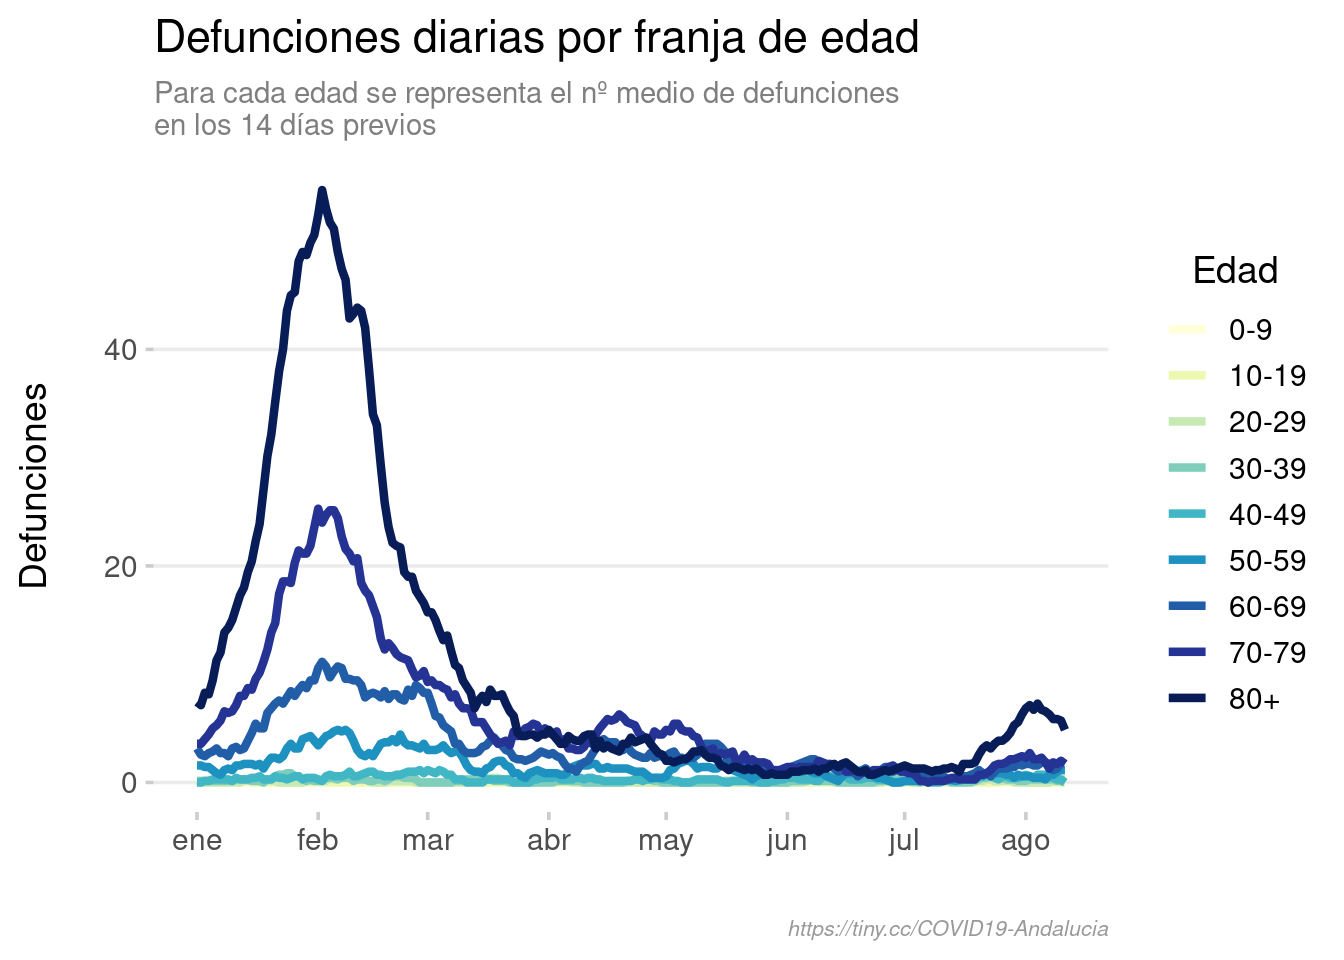 Defunciones diarias por franja de edad
Para cada edad se representa el nº medio de defunciones
en los 14 días previos
Defunciones
40
20
0
ene feb mar abr may jun jul ago
Edad
0-9
10-19
20-29
30-39
40-49
50-59
60-69
70-79
80+
https://tiny.cc/COVID19-Andalucia